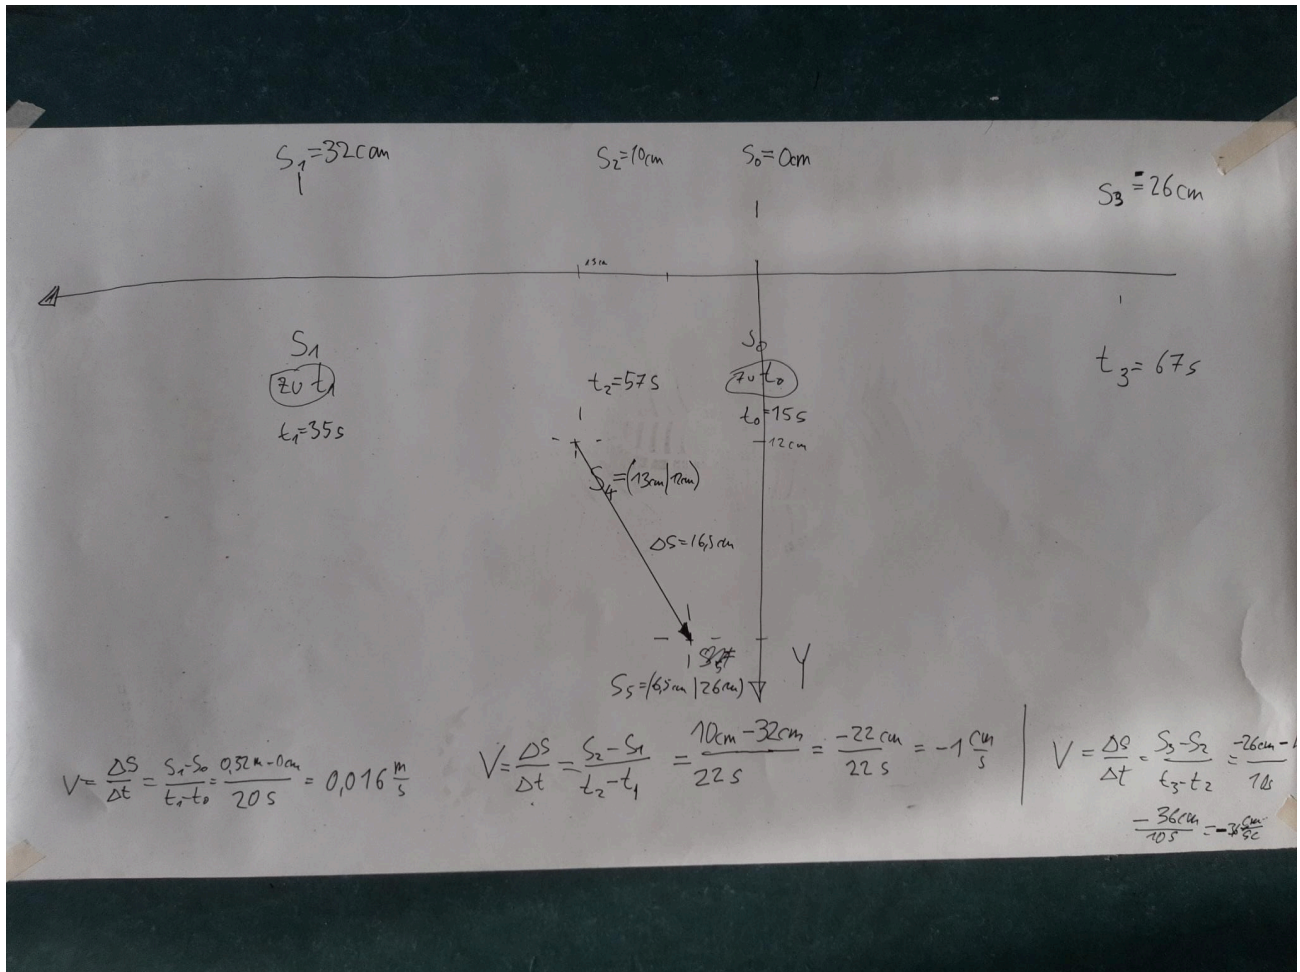 S₁=32cm
S₂=10cm
S₀=0cm
S₃=-26cm
S₁
zu t₁
t₁=35s
t₂=57s
S₀
zu t₀
t₀=15s
12cm
t₃=67s
S₄=(13cm|12cm)
ΔS=16,5cm
S₅=(6,5cm|26cm)
Y
V=ΔS/Δt=(S₁-S₀)/(t₁-t₀)=(0,32m-0cm)/20s=0,016 m/s
V=ΔS/Δt=(S₂-S₁)/(t₂-t₁)=(10cm-32cm)/22s=-22cm/22s=-1 cm/s
V=ΔS/Δt=(S₃-S₂)/(t₃-t₂)=(-26cm-)/10s
-36cm/10s=